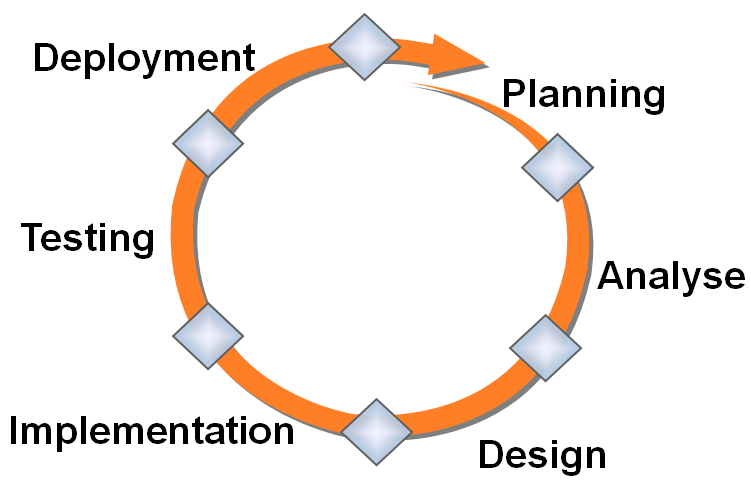 Deployment
Planning
Testing
Analyse
Implementation
Design